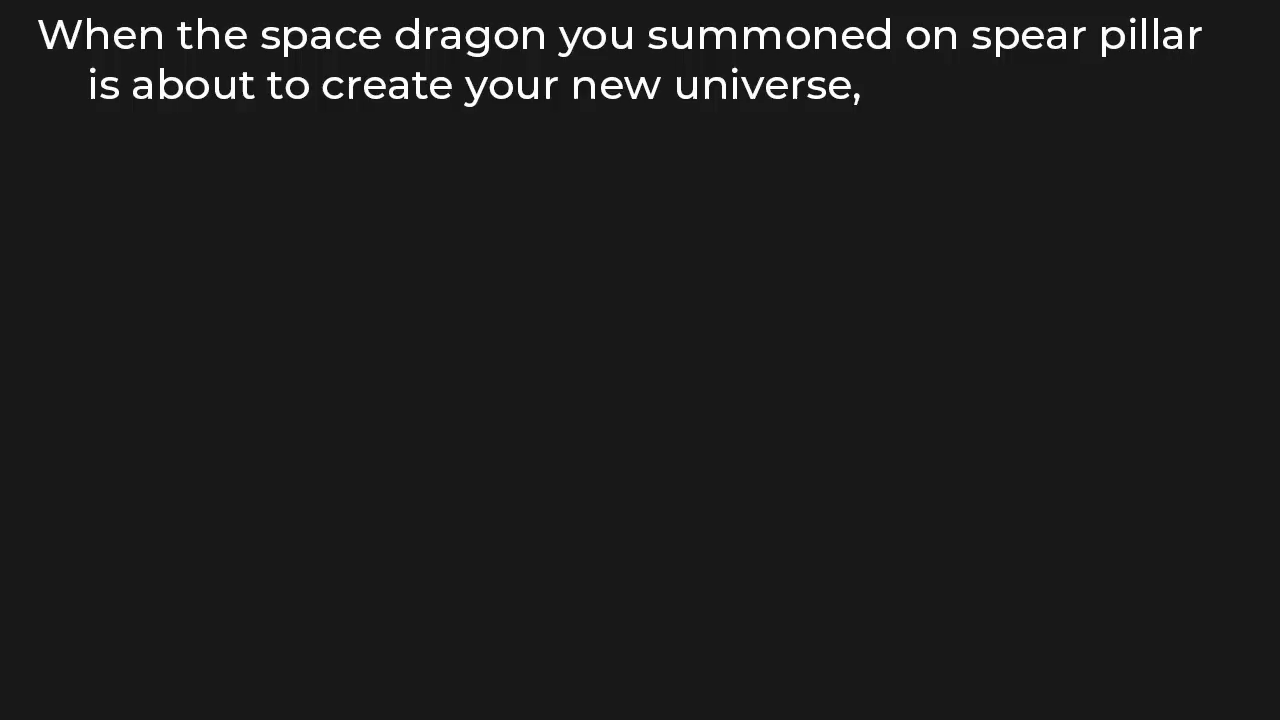 When the space dragon you summoned on spear pillar
is about to create your new universe,